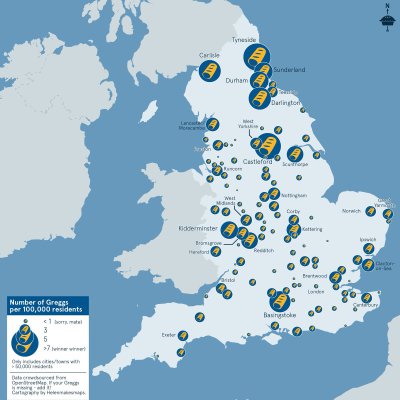 N
Tyneside
Carlisle
Sunderland
Durham
Teesside
Darlington
Lancaster/
Morecambe
West
Yorkshire
Castleford
Scunthorpe
Runcorn
Nottingham
West
Midlands
Norwich
Great
Yarmouth
Corby
Kidderminster
Kettering
Bromsgrove
Hereford
Redditch
Ipswich
Clacton-
on-Sea
Brentwood
Bristol
London
Canterbury
Basingstoke
Exeter
Number of Greggs
per 100,000 residents
< 1 (sorry, mate)
3
5
>7 (winner winner)
Only includes cities/towns with
> 50,000 residents
Data crowdsourced from
OpenStreetMap. If your Greggs
is missing - add it!
Cartography by Helenmakesmaps.